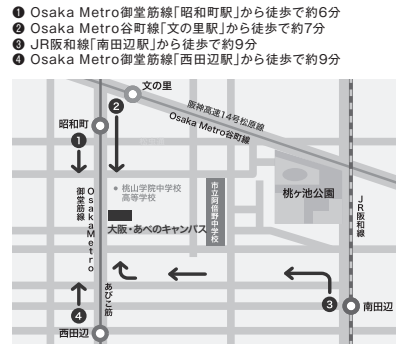 ❶ Osaka Metro御堂筋線「昭和町駅」から徒歩で約6分
❷ Osaka Metro谷町線「文の里駅」から徒歩で約7分
❸ JR阪和線「南田辺駅」から徒歩で約9分
❹ Osaka Metro御堂筋線「西田辺駅」から徒歩で約9分
文の里
❷
阪神高速14号松原線
Osaka Metro谷町線
昭和町
❶
桃山学院中学校
高等学校
市立阿倍野中学校
桃ヶ池公園
OsakaMetro
御堂筋線
大阪・あべのキャンパス
JR阪和線
あびこ筋
❹
❸
南田辺
西田辺